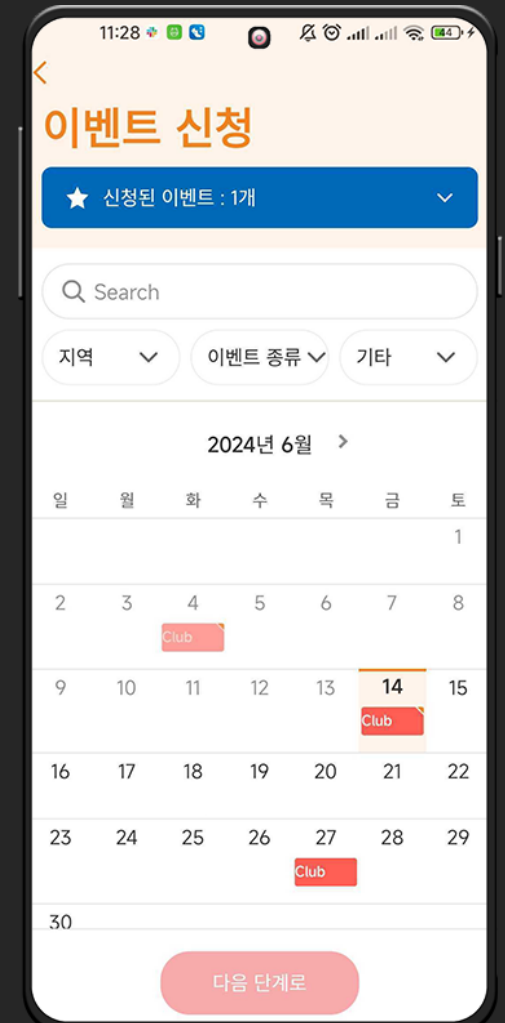 11:28
44
이벤트 신청
신청된 이벤트 : 1개
Search
지역 이벤트 종류 기타
2024년 6월
일 월 화 수 목 금 토
1
2 3 4 5 6 7 8
Club
9 10 11 12 13 14 15
Club
16 17 18 19 20 21 22
23 24 25 26 27 28 29
Club
30
다음 단계로